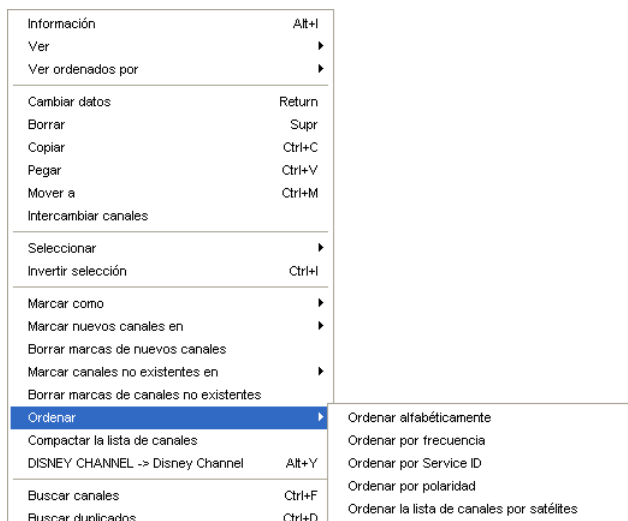 Información Alt+I
Ver
Ver ordenados por
Cambiar datos Return
Borrar Supr
Copiar Ctrl+C
Pegar Ctrl+V
Mover a Ctrl+M
Intercambiar canales
Seleccionar
Invertir selección Ctrl+I
Marcar como
Marcar nuevos canales en
Borrar marcas de nuevos canales
Marcar canales no existentes en
Borrar marcas de canales no existentes
Ordenar
Compactar la lista de canales
DISNEY CHANNEL -> Disney Channel Alt+Y
Buscar canales Ctrl+F
Buscar duplicados Ctrl+D
Ordenar alfabéticamente
Ordenar por frecuencia
Ordenar por Service ID
Ordenar por polaridad
Ordenar la lista de canales por satélites